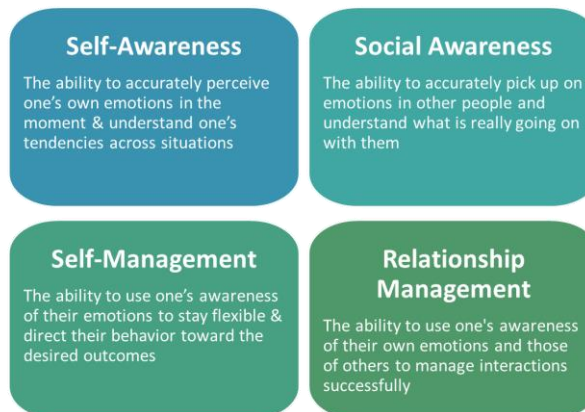 Self-Awareness
The ability to accurately perceive
one’s own emotions in the
moment & understand one’s
tendencies across situations
Social Awareness
The ability to accurately pick up on
emotions in other people and
understand what is really going on
with them
Self-Management
The ability to use one’s awareness
of their emotions to stay flexible &
direct their behavior toward the
desired outcomes
Relationship
Management
The ability to use one's awareness
of their own emotions and those
of others to manage interactions
successfully